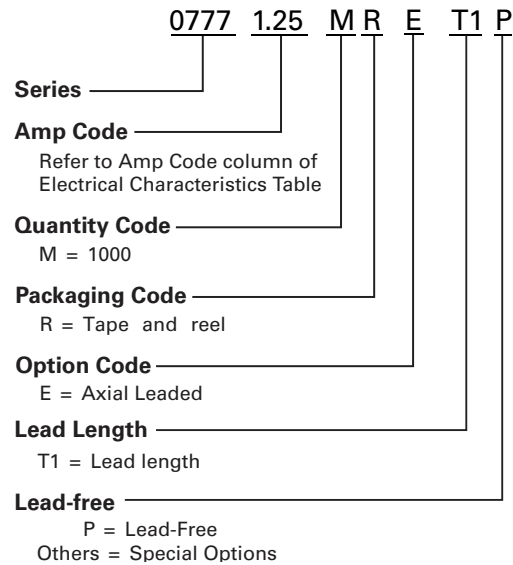 0777 1.25 M R E T1 P
Series
Amp Code
Refer to Amp Code column of
Electrical Characteristics Table
Quantity Code
M = 1000
Packaging Code
R = Tape and reel
Option Code
E = Axial Leaded
Lead Length
T1 = Lead length
Lead-free
P = Lead-Free
Others = Special Options